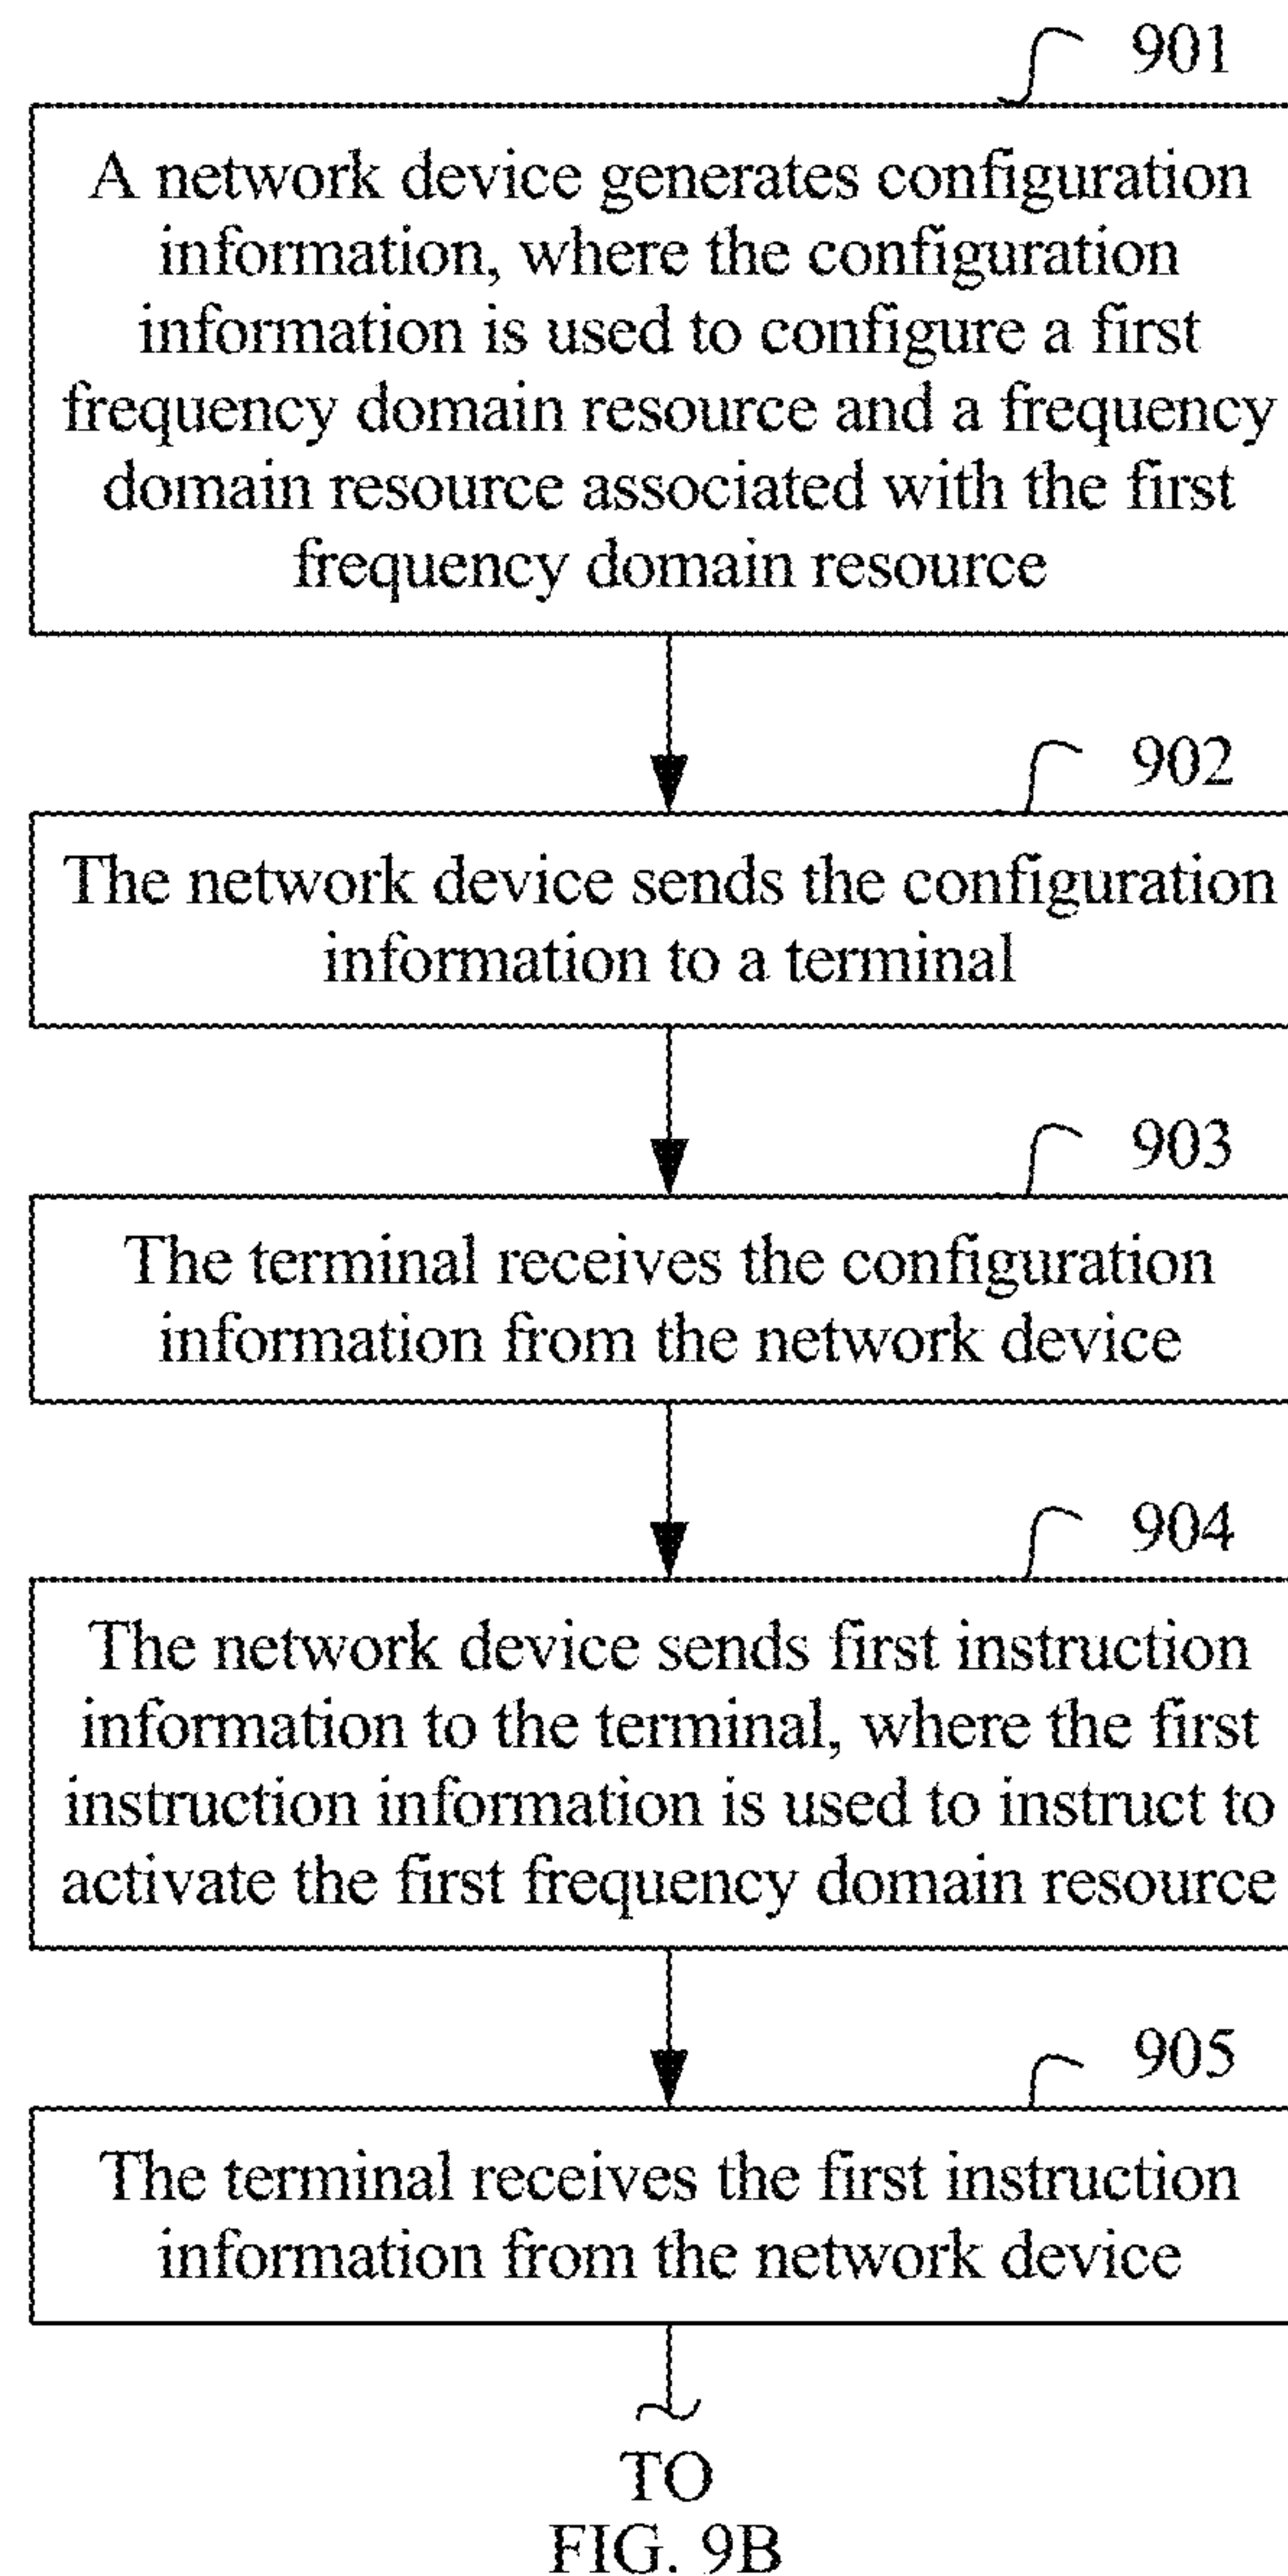 901
A network device generates configuration
information, where the configuration
information is used to configure a first
frequency domain resource and a frequency
domain resource associated with the first
frequency domain resource
902
The network device sends the configuration
information to a terminal
903
The terminal receives the configuration
information from the network device
904
The network device sends first instruction
information to the terminal, where the first
instruction information is used to instruct to
activate the first frequency domain resource
905
The terminal receives the first instruction
information from the network device
TO
FIG. 9B